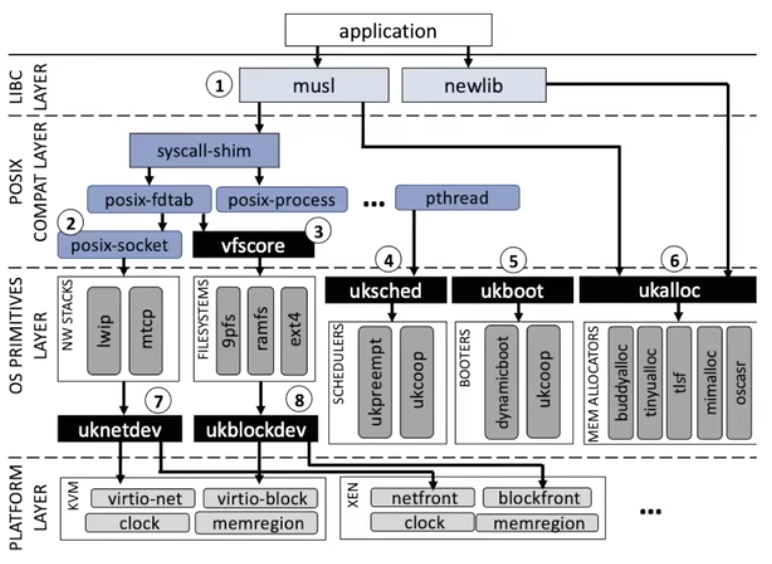 application
LIBC
LAYER
1
musl
newlib
POSIX
COMPAT LAYER
syscall-shim
posix-fdtab
posix-process
...
pthread
2
posix-socket
vfscore
3
4
5
6
OS PRIMITIVES
LAYER
uksched
ukboot
ukalloc
NW STACKS
lwip
mtcp
FILESYSTEMS
9pfs
ramfs
ext4
SCHEDULERS
ukpreempt
ukcoop
BOOTERS
dynamicboot
ukcoop
MEM ALLOCATORS
buddyalloc
tinyualloc
tlsf
mimalloc
oscasr
7
8
uknetdev
ukblockdev
PLATFORM
LAYER
KVM
virtio-net
virtio-block
clock
memregion
XEN
netfront
blockfront
clock
memregion
...